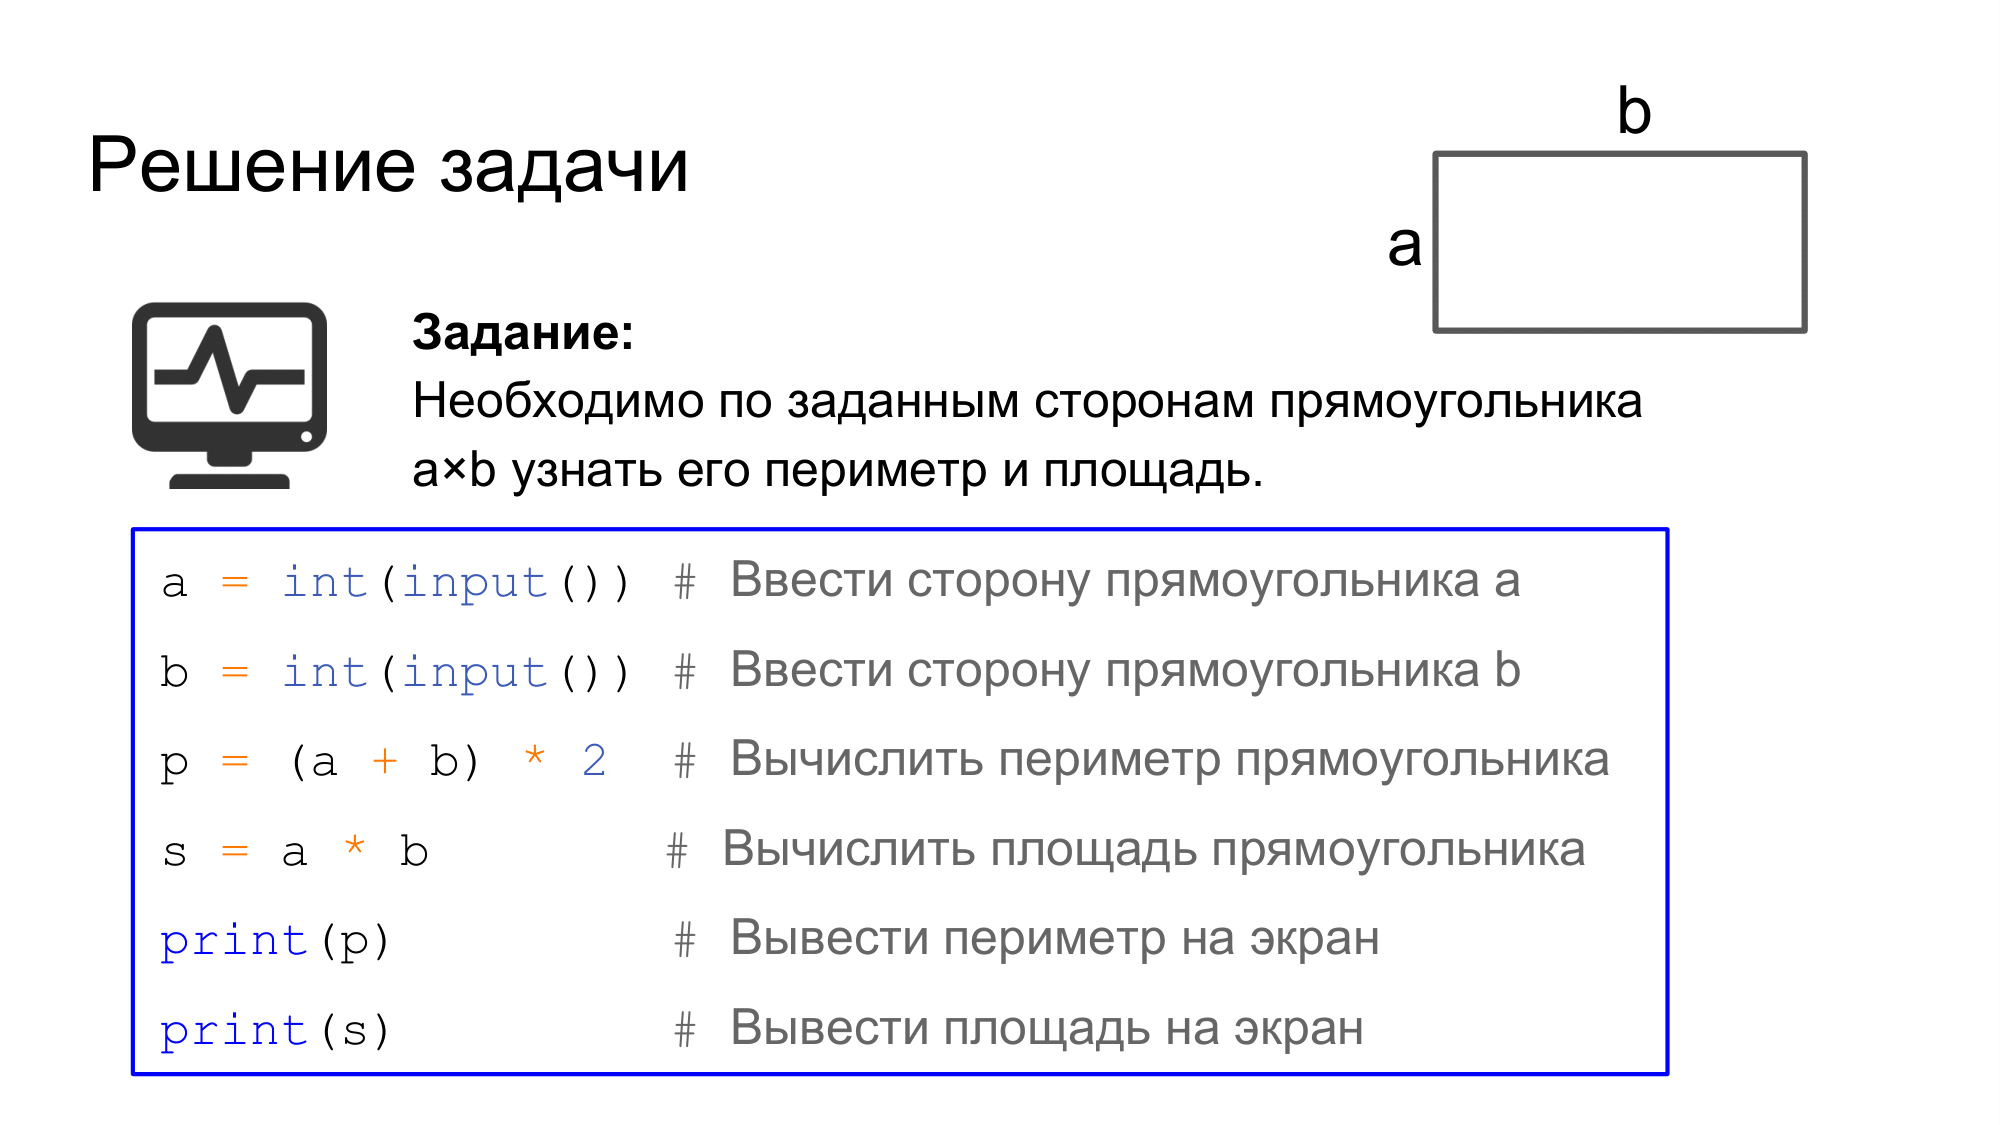 Решение задачи
b
a
Задание:
Необходимо по заданным сторонам прямоугольника
a×b узнать его периметр и площадь.
a = int(input()) # Ввести сторону прямоугольника a
b = int(input()) # Ввести сторону прямоугольника b
p = (a + b) * 2 # Вычислить периметр прямоугольника
s = a * b # Вычислить площадь прямоугольника
print(p) # Вывести периметр на экран
print(s) # Вывести площадь на экран